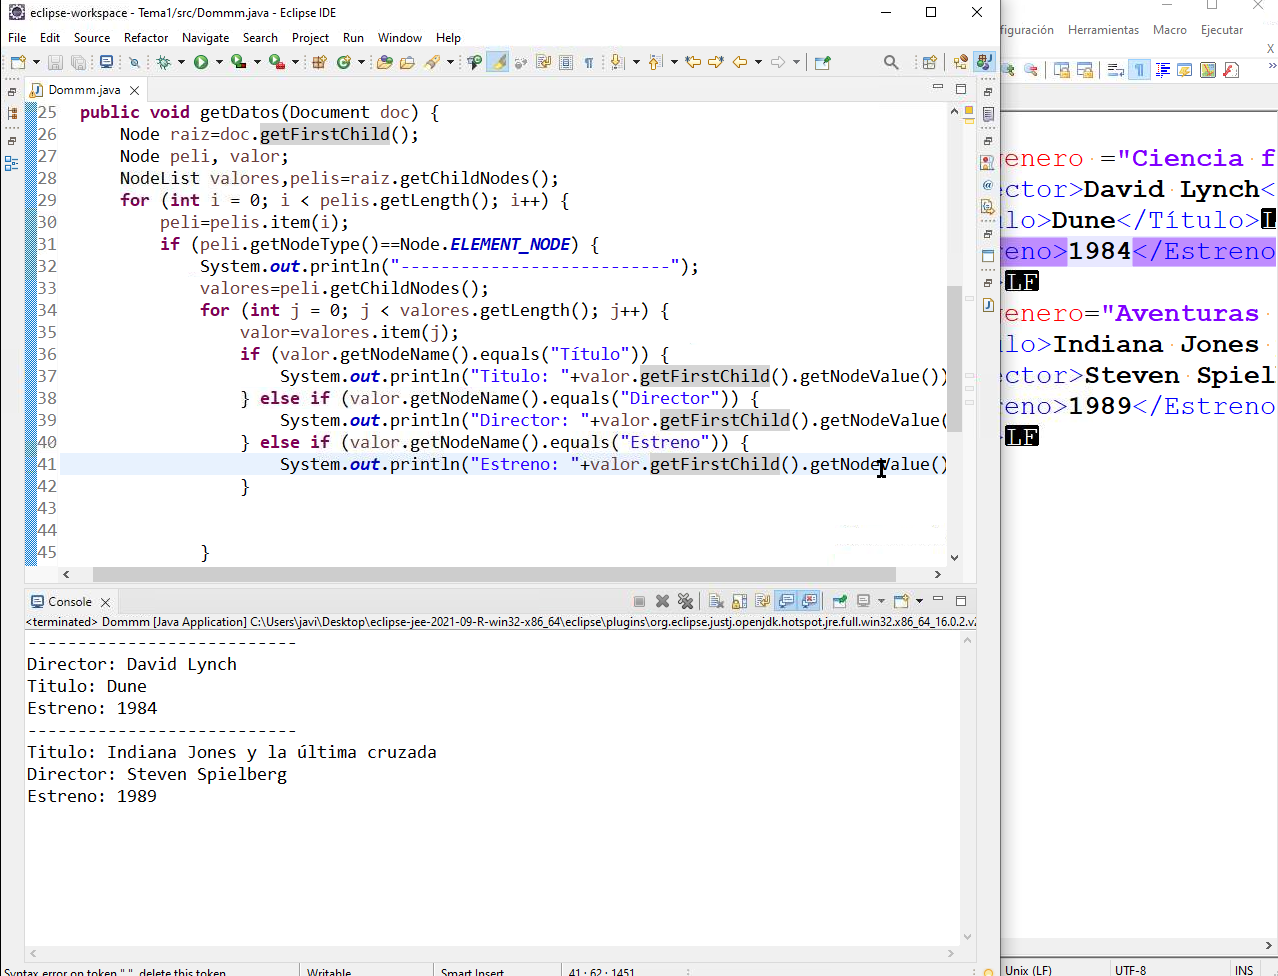 eclipse-workspace - Tema1/src/Dommm.java - Eclipse IDE
File Edit Source Refactor Navigate Search Project Run Window Help
Dommm.java
25 public void getDatos(Document doc) {
26 Node raiz=doc.getFirstChild();
27 Node peli, valor;
28 NodeList valores,pelis=raiz.getChildNodes();
29 for (int i = 0; i < pelis.getLength(); i++) {
30 peli=pelis.item(i);
31 if (peli.getNodeType()==Node.ELEMENT_NODE) {
32 System.out.println("---------------------------");
33 valores=peli.getChildNodes();
34 for (int j = 0; j < valores.getLength(); j++) {
35 valor=valores.item(j);
36 if (valor.getNodeName().equals("Título")) {
37 System.out.println("Titulo: "+valor.getFirstChild().getNodeValue())
38 } else if (valor.getNodeName().equals("Director")) {
39 System.out.println("Director: "+valor.getFirstChild().getNodeValue(
40 } else if (valor.getNodeName().equals("Estreno")) {
41 System.out.println("Estreno: "+valor.getFirstChild().getNodeValue()
42 }
43
44
45 }
Console
<terminated> Dommm [Java Application] C:\Users\javi\Desktop\eclipse-jee-2021-09-R-win32-x86_64\eclipse\plugins\org.eclipse.justj.openjdk.hotspot.jre.full.win32.x86_64_16.0.2.v2
---------------------------
Director: David Lynch
Titulo: Dune
Estreno: 1984
---------------------------
Titulo: Indiana Jones y la última cruzada
Director: Steven Spielberg
Estreno: 1989
Syntax error on token "." delete this token Writable Smart Insert 41 : 62 : 1451
figuración Herramientas Macro Ejecutar
X
enero ="Ciencia f
ector>David Lynch<
lo>Dune</Título>L
eno>1984</Estreno
>LF
enero="Aventuras
lo>Indiana Jones
ector>Steven Spiel
eno>1989</Estreno
>LF
Unix (LF) UTF-8 INS